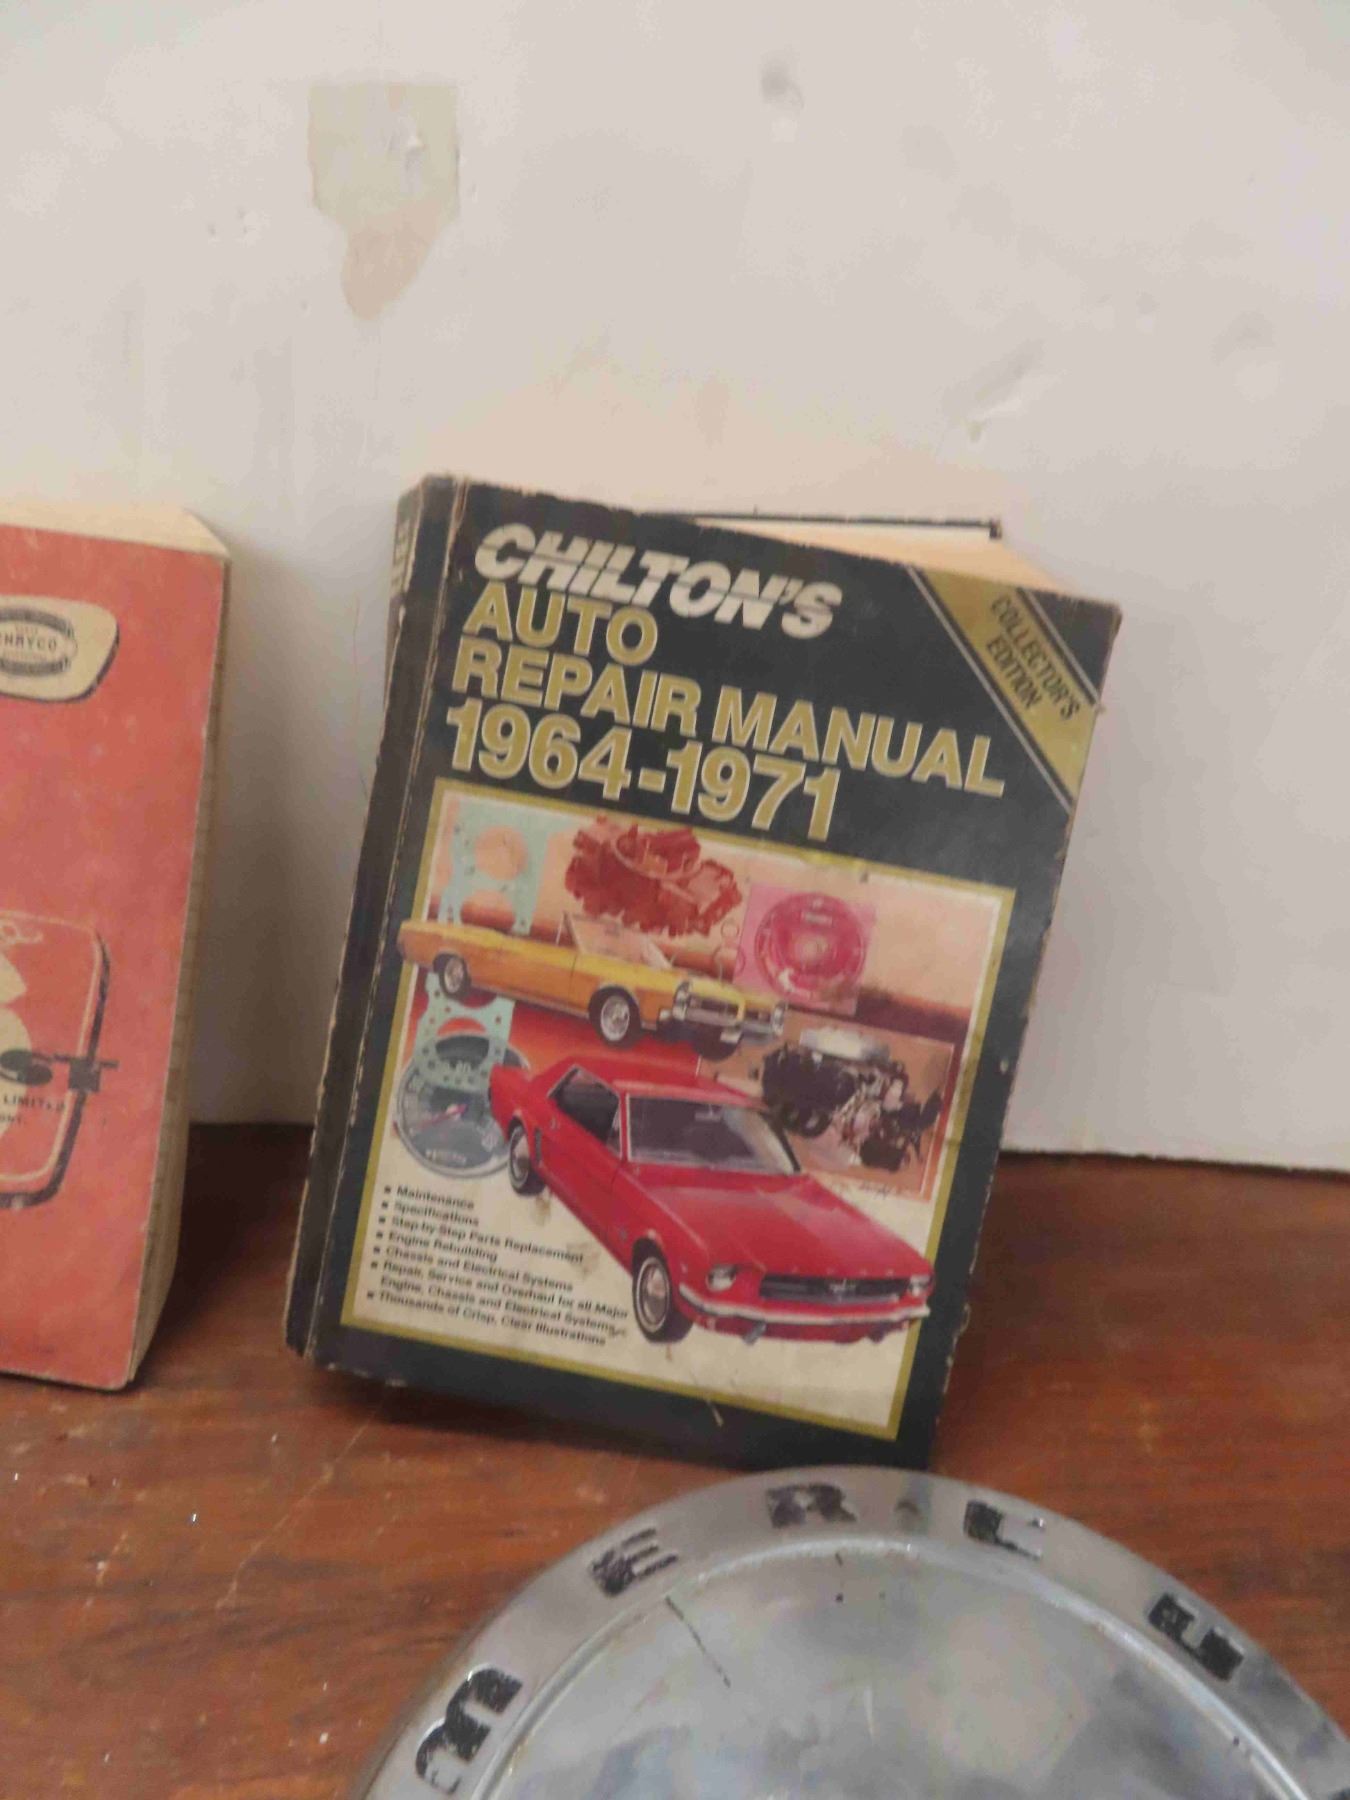 CHILTON'S
AUTO
REPAIR MANUAL
1964-1971
COLLECTOR'S
EDITION
Maintenance
Specifications
Step-by-Step Parts Replacement
Engine Rebuilding
Chassis and Electrical Systems
Repair, Service and Overhaul for all Major
Engine, Chassis and Electrical Systems
Thousands of Crisp, Clear Illustrations
LIMITED
M E R C U